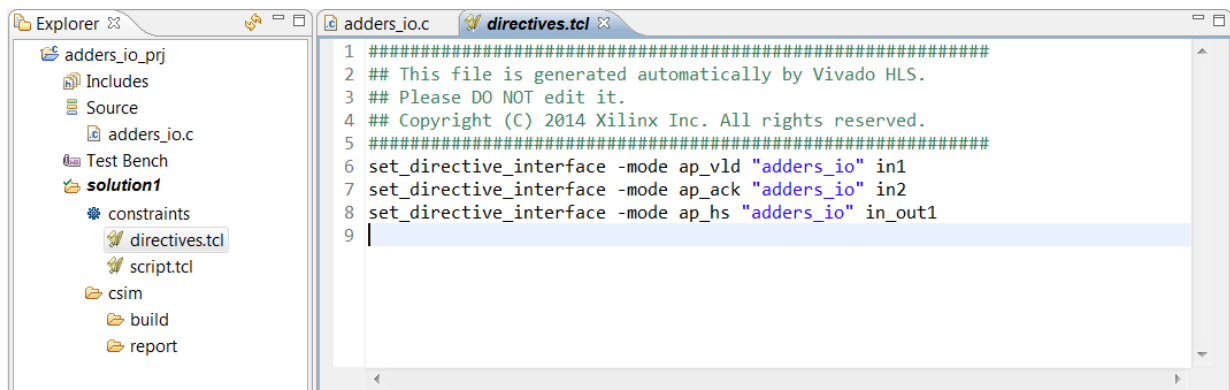 Explorer
adders_io_prj
Includes
Source
adders_io.c
Test Bench
solution1
constraints
directives.tcl
script.tcl
csim
build
report
adders_io.c
directives.tcl
1 ###########################################################
2 ## This file is generated automatically by Vivado HLS.
3 ## Please DO NOT edit it.
4 ## Copyright (C) 2014 Xilinx Inc. All rights reserved.
5 ###########################################################
6 set_directive_interface -mode ap_vld "adders_io" in1
7 set_directive_interface -mode ap_ack "adders_io" in2
8 set_directive_interface -mode ap_hs "adders_io" in_out1
9